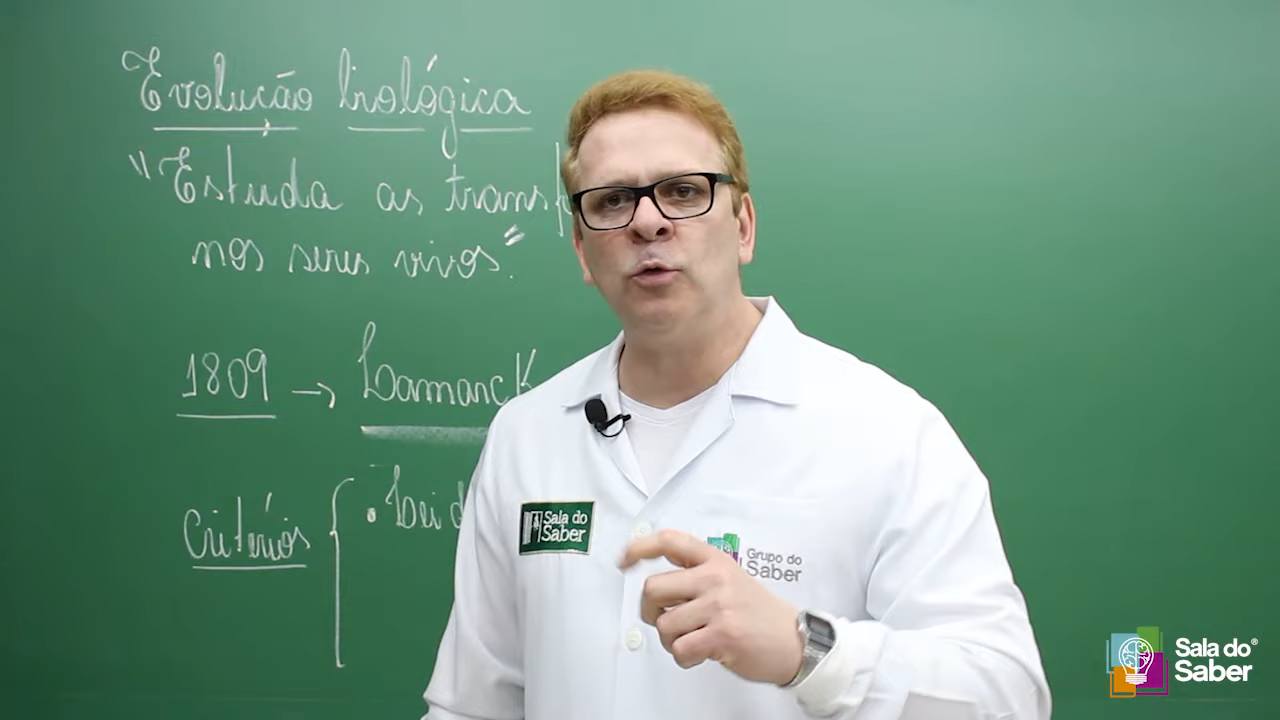 Evolução biológica
"Estuda as transf
nos seres vivos".
1809 → Lamarck
Critérios { • Lei d
Sala do
Saber
Grupo do
Saber
Sala do®
Saber